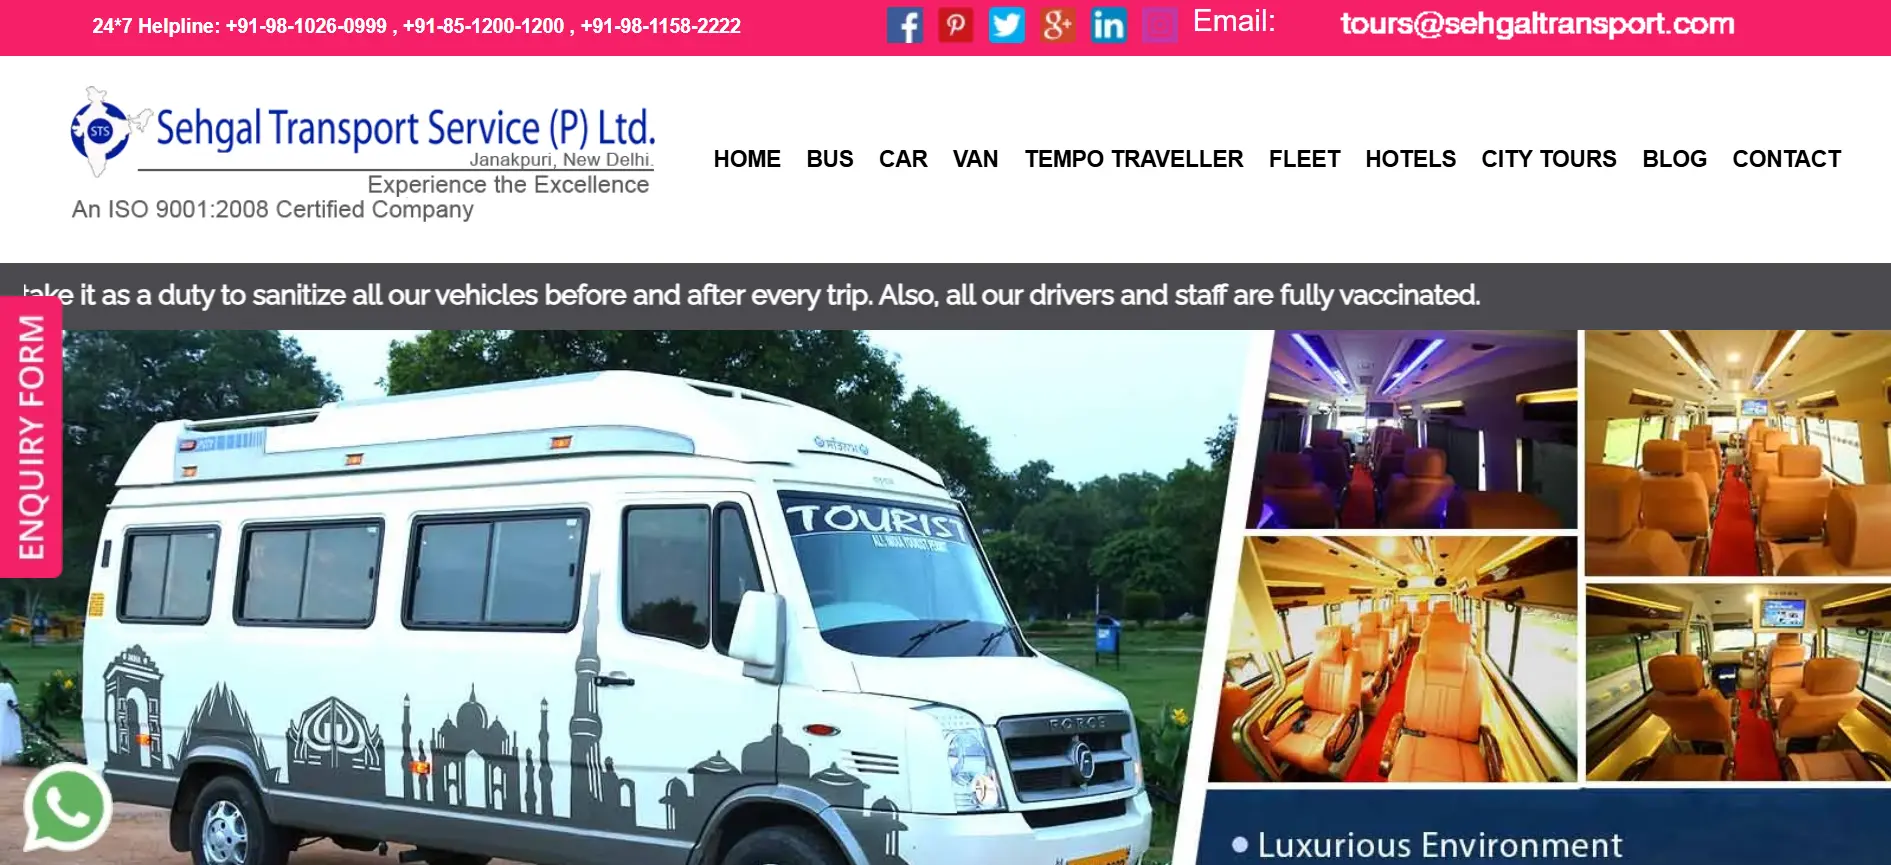 24*7 Helpline: +91-98-1026-0999 , +91-85-1200-1200 , +91-98-1158-2222
Email: tours@sehgaltransport.com
STS
Sehgal Transport Service (P) Ltd.
Janakpuri, New Delhi.
Experience the Excellence
An ISO 9001:2008 Certified Company
HOME BUS CAR VAN TEMPO TRAVELLER FLEET HOTELS CITY TOURS BLOG CONTACT
take it as a duty to sanitize all our vehicles before and after every trip. Also, all our drivers and staff are fully vaccinated.
ENQUIRY FORM
TOURIST
ALL INDIA TOURIST PERMIT
INDIA
FORCE
• Luxurious Environment